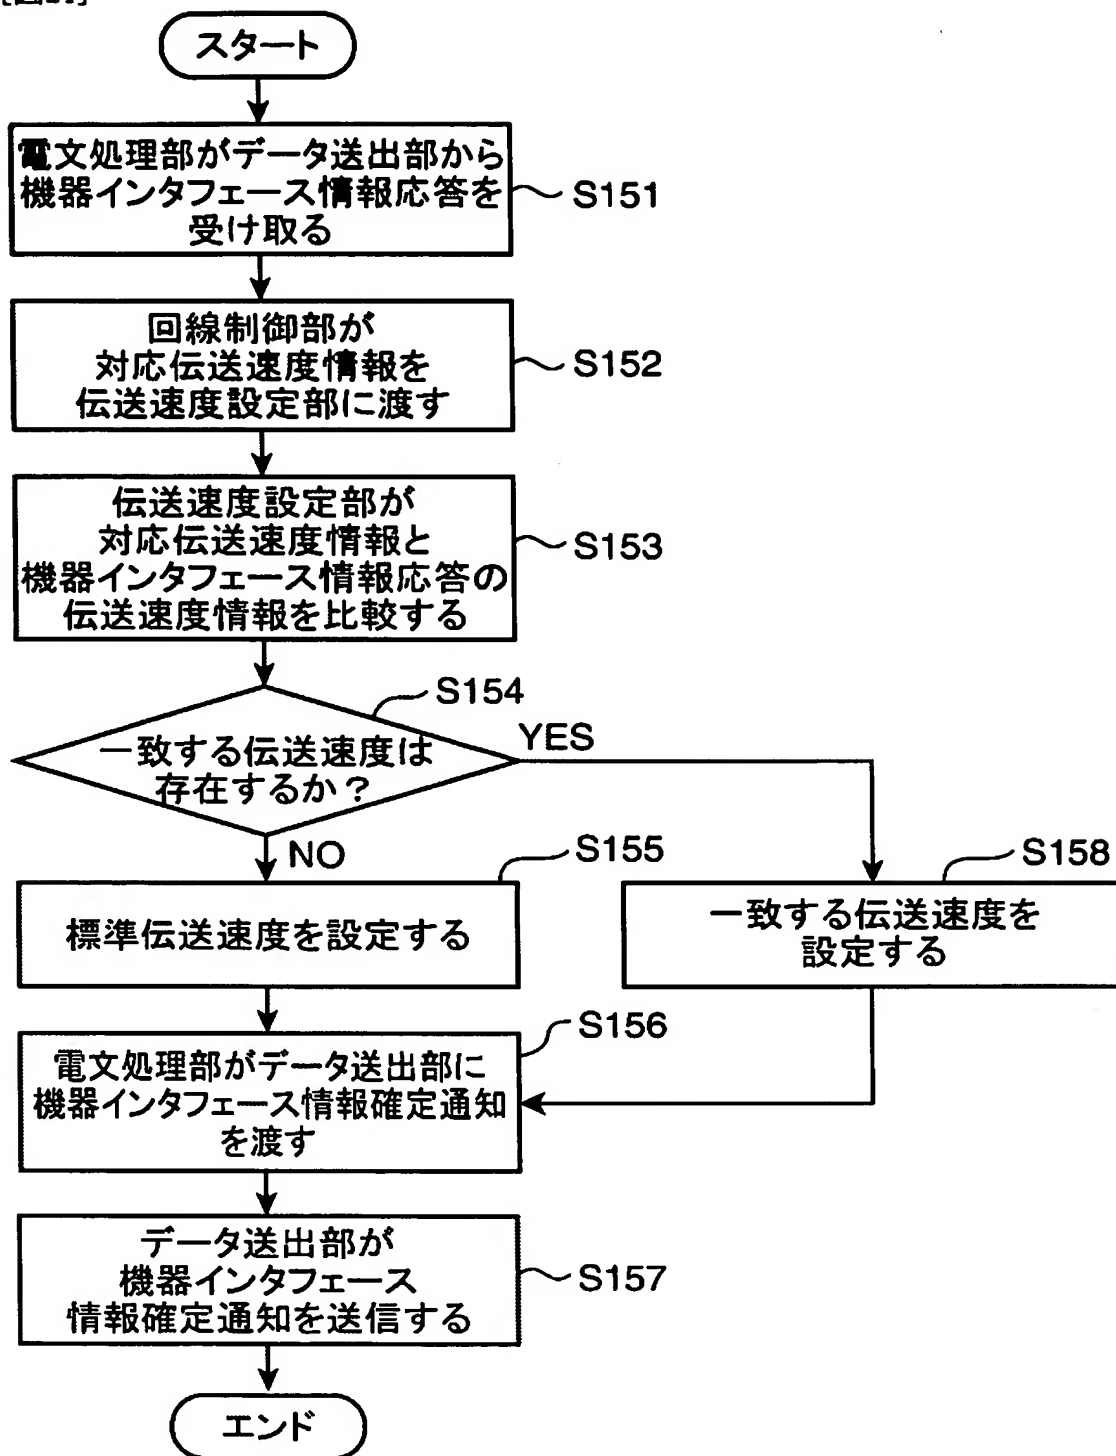 スタート
電文処理部がデータ送出部から
機器インタフェース情報応答を
受け取る
S151
回線制御部が
対応伝送速度情報を
伝送速度設定部に渡す
S152
伝送速度設定部が
対応伝送速度情報と
機器インタフェース情報応答の
伝送速度情報を比較する
S153
S154
一致する伝送速度は
存在するか?
YES
NO
S155
標準伝送速度を設定する
S158
一致する伝送速度を
設定する
S156
電文処理部がデータ送出部に
機器インタフェース情報確定通知
を渡す
データ送出部が
機器インタフェース
情報確定通知を送信する
S157
エンド